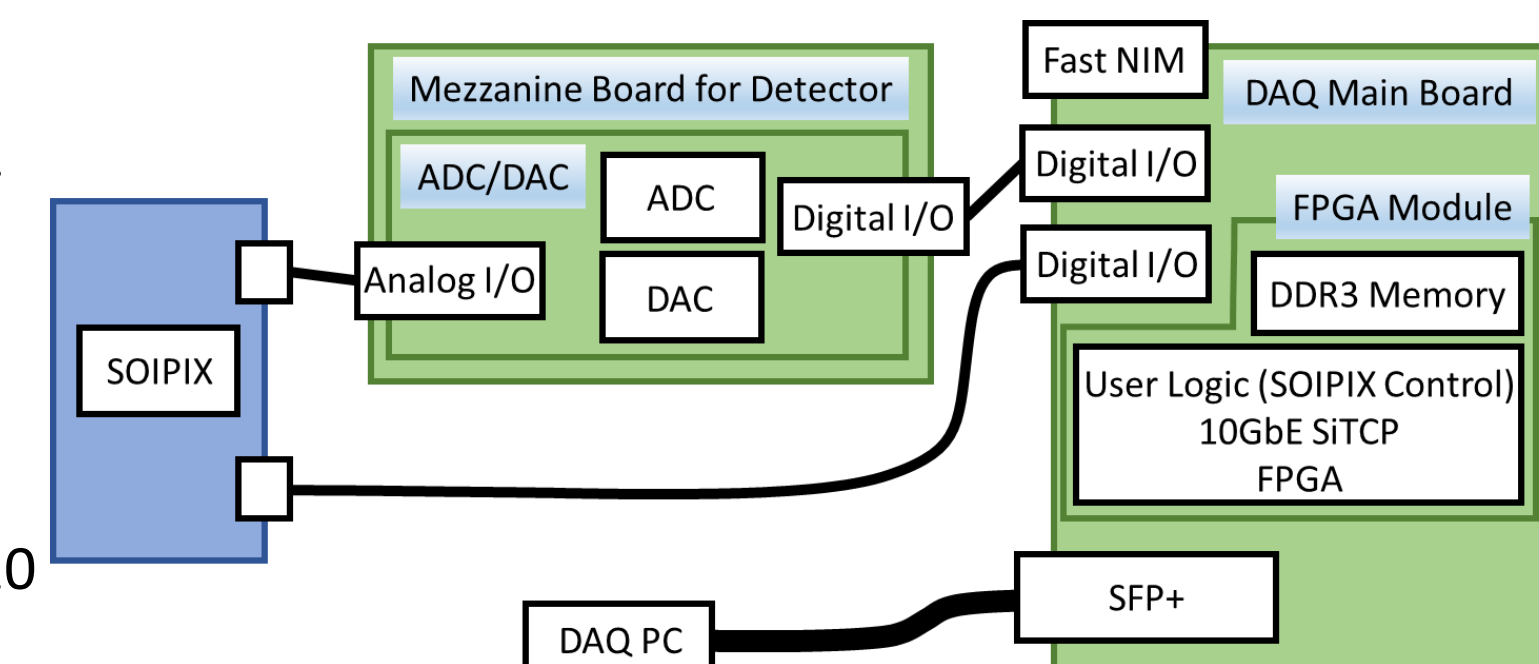 Fast NIM
Mezzanine Board for Detector
DAQ Main Board
ADC/DAC
ADC
Digital I/O
Digital I/O
FPGA Module
Analog I/O
DAC
Digital I/O
DDR3 Memory
SOIPIX
User Logic (SOIPIX Control)
10GbE SiTCP
FPGA
0
SFP+
DAQ PC